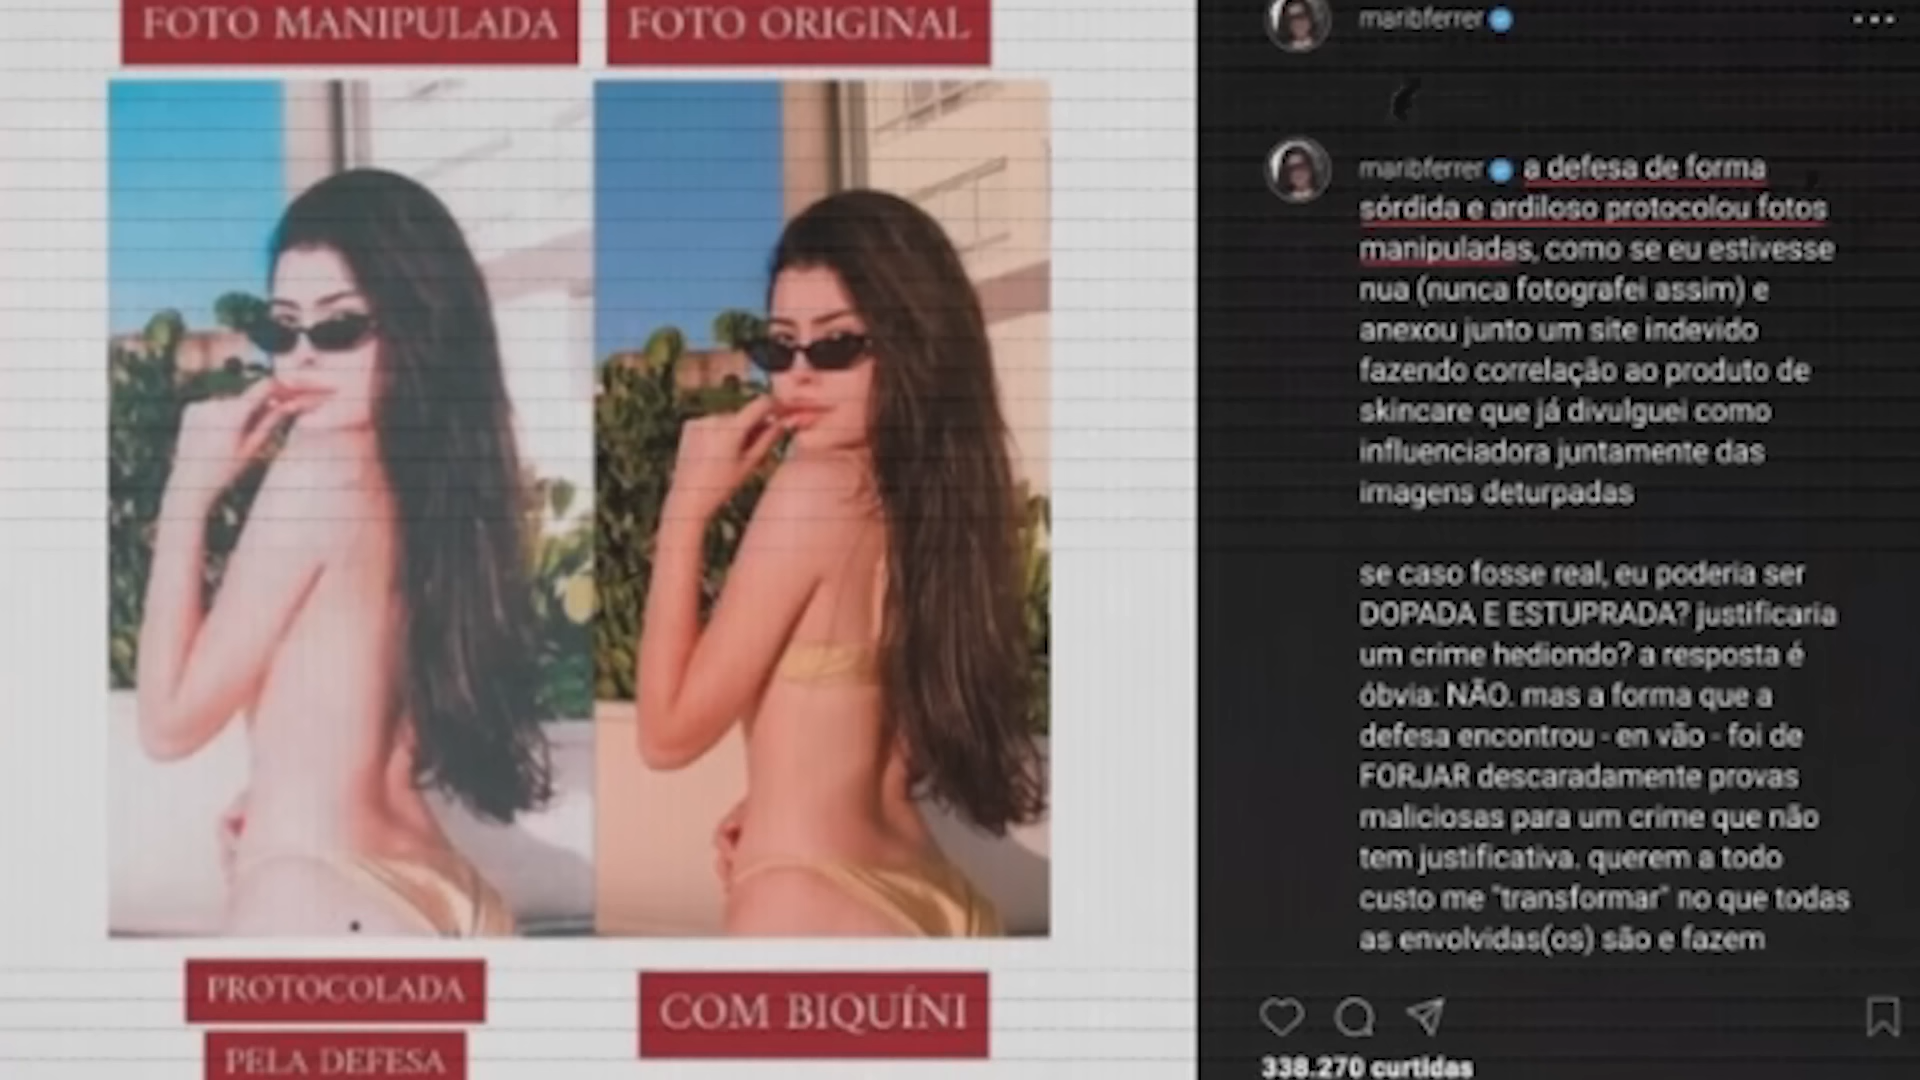 FOTO MANIPULADA
FOTO ORIGINAL
PROTOCOLADA
PELA DEFESA
COM BIQUÍNI
maribferrer
maribferrer a defesa de forma
sórdida e ardiloso protocolou fotos
manipuladas, como se eu estivesse
nua (nunca fotografei assim) e
anexou junto um site indevido
fazendo correlação ao produto de
skincare que já divulguei como
influenciadora juntamente das
imagens deturpadas
se caso fosse real, eu poderia ser
DOPADA E ESTUPRADA? justificaria
um crime hediondo? a resposta é
óbvia: NÃO. mas a forma que a
defesa encontrou - en vão - foi de
FORJAR descaradamente provas
maliciosas para um crime que não
tem justificativa. querem a todo
custo me "transformar" no que todas
as envolvidas(os) são e fazem
338.270 curtidas